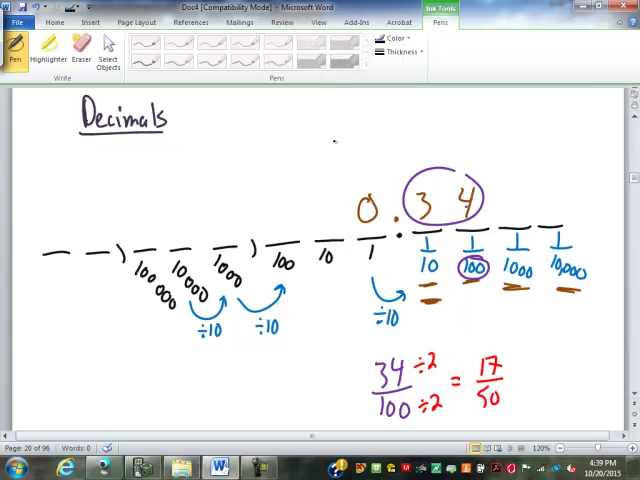 Doc4 [Compatibility Mode] - Microsoft Word
Ink Tools
File Home Insert Page Layout References Mailings Review View Add-Ins Acrobat Pens
Pen Highlighter Eraser Select Objects
Color
Thickness
Write Pens
Decimals
0 . 3 4
— — ) — — — ) — — — . — — — —
100 000 10,000 1000 100 10 1 1/10 1/100 1/1000 1/10,000
÷10 ÷10 ÷10
34/100 ÷2 ÷2 = 17/50
Page: 20 of 96 Words: 0 120%
4:39 PM
10/20/2015